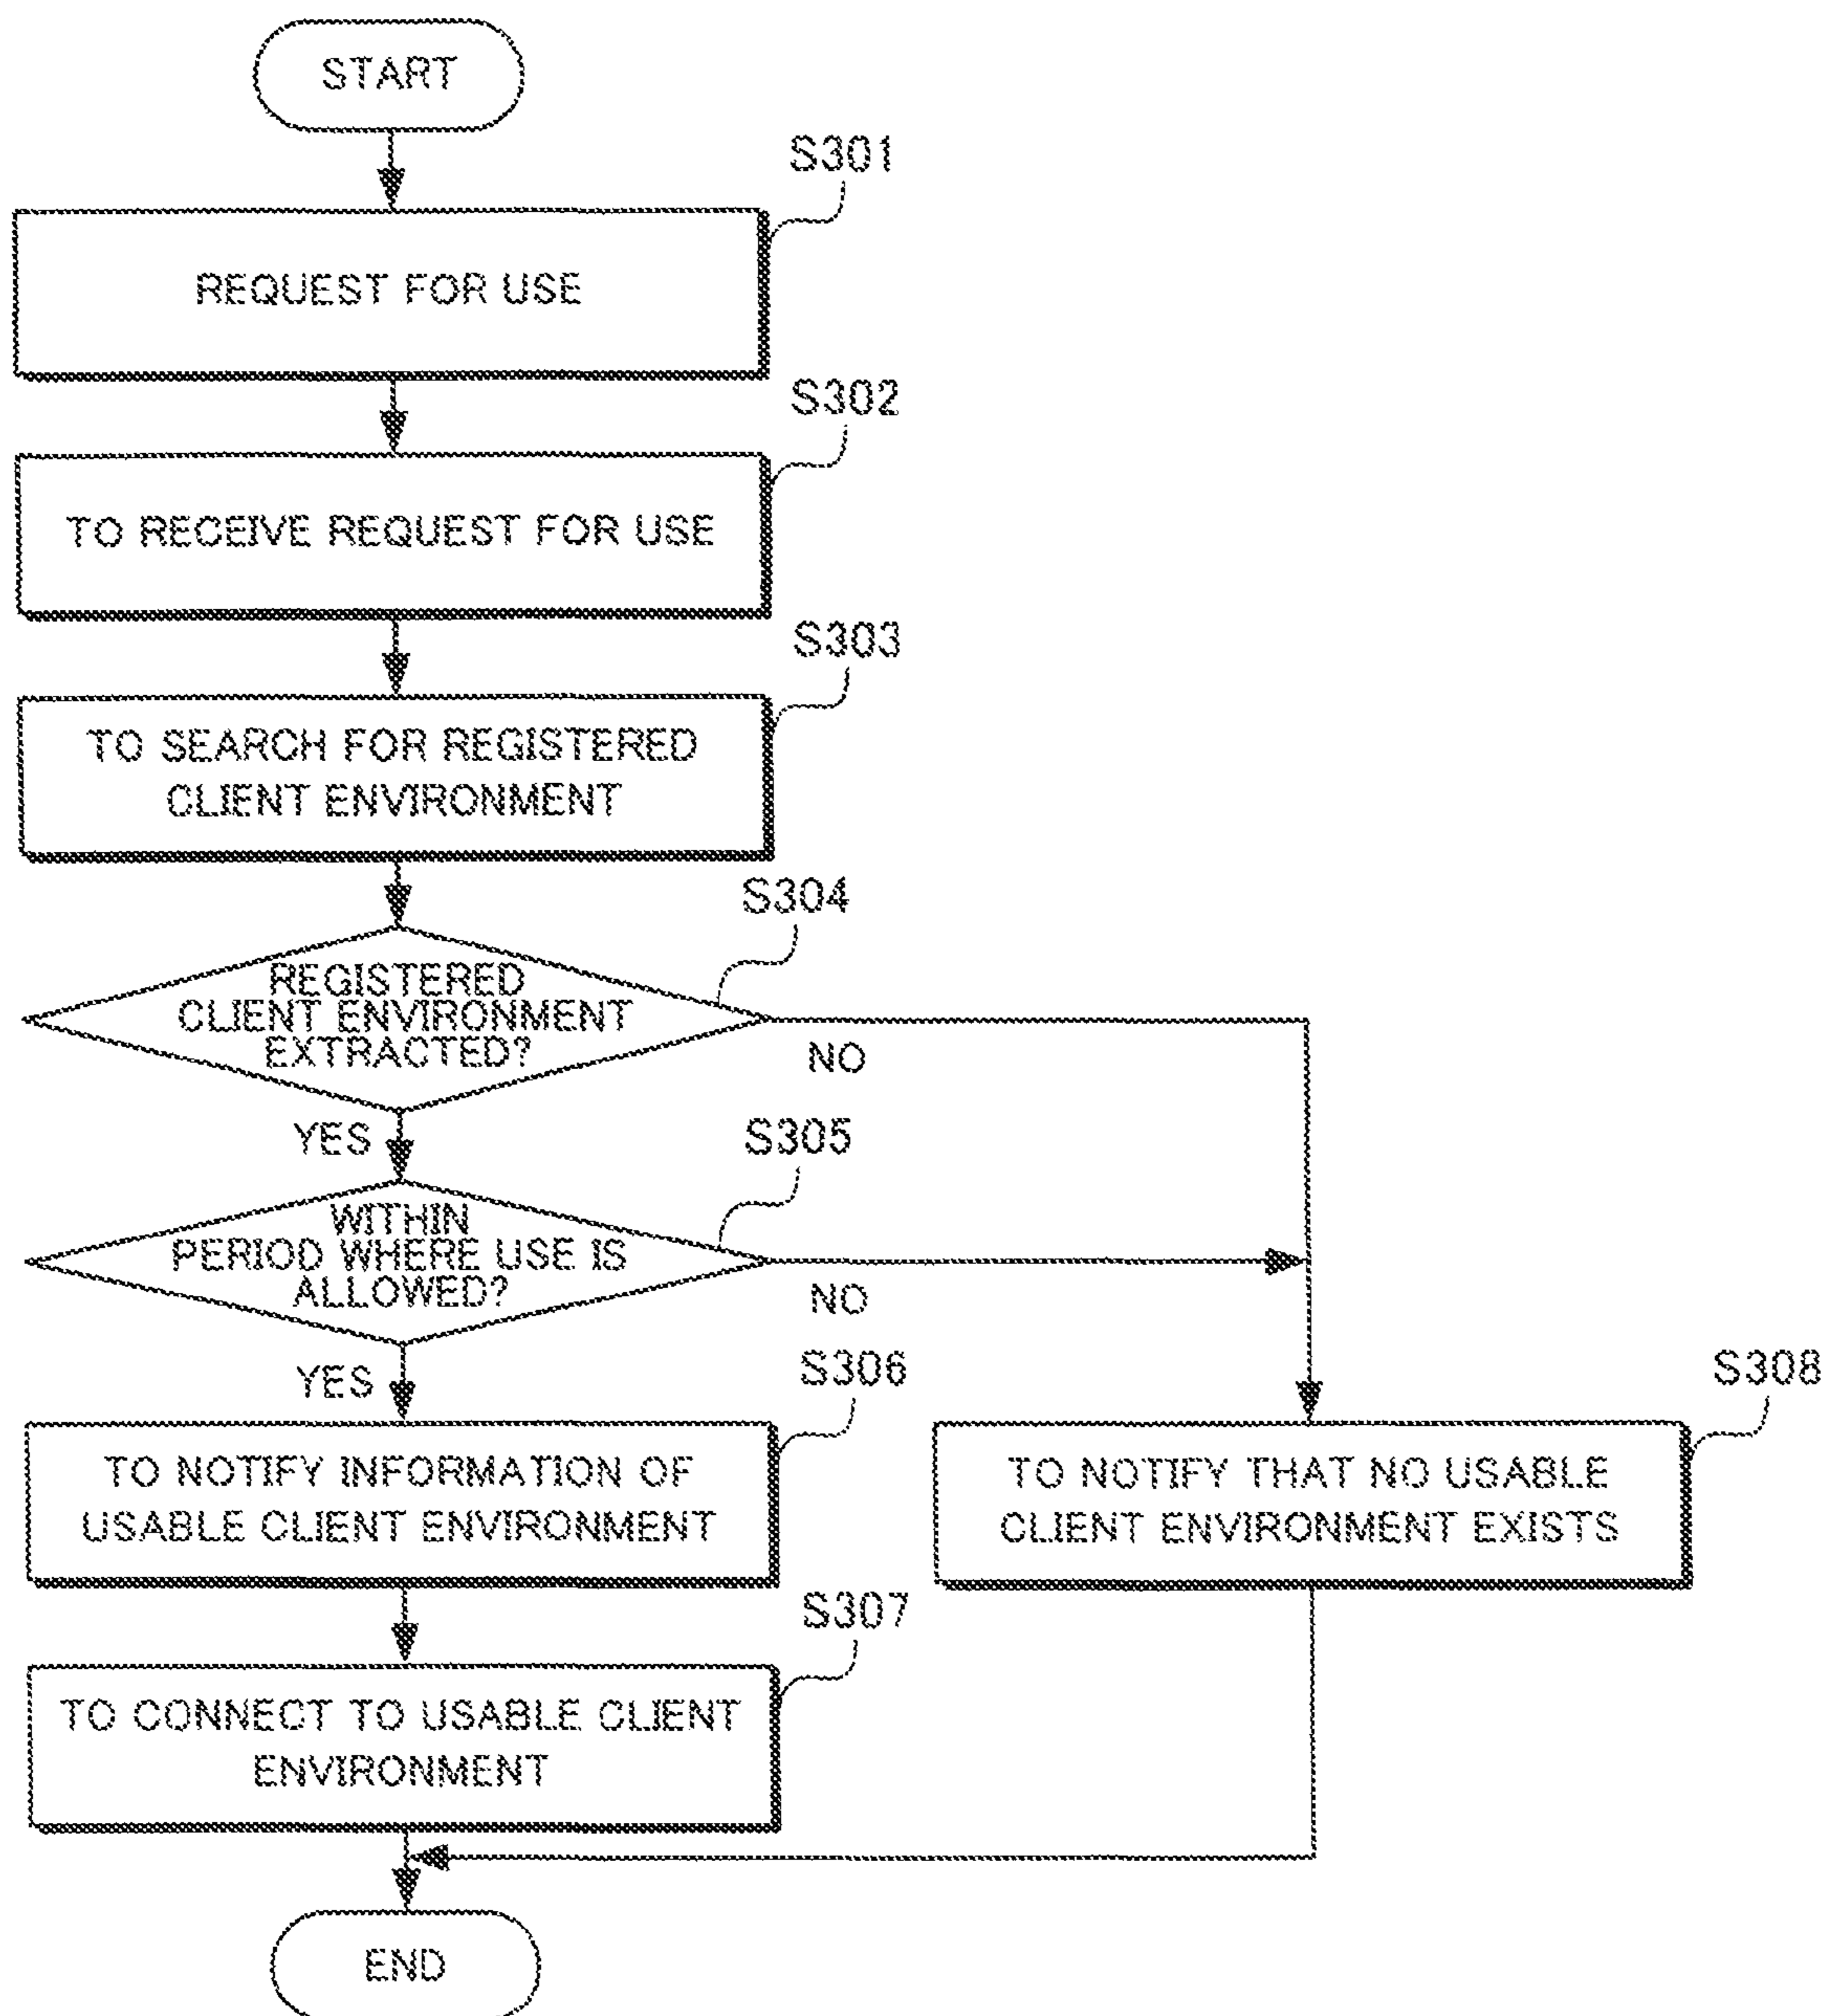 START
S301
REQUEST FOR USE
S302
TO RECEIVE REQUEST FOR USE
S303
TO SEARCH FOR REGISTERED
CLIENT ENVIRONMENT
S304
REGISTERED
CLIENT ENVIRONMENT
EXTRACTED?
NO
YES
S305
WITHIN
PERIOD WHERE USE IS
ALLOWED?
NO
YES
S306
TO NOTIFY INFORMATION OF
USABLE CLIENT ENVIRONMENT
S308
TO NOTIFY THAT NO USABLE
CLIENT ENVIRONMENT EXISTS
S307
TO CONNECT TO USABLE CLIENT
ENVIRONMENT
END